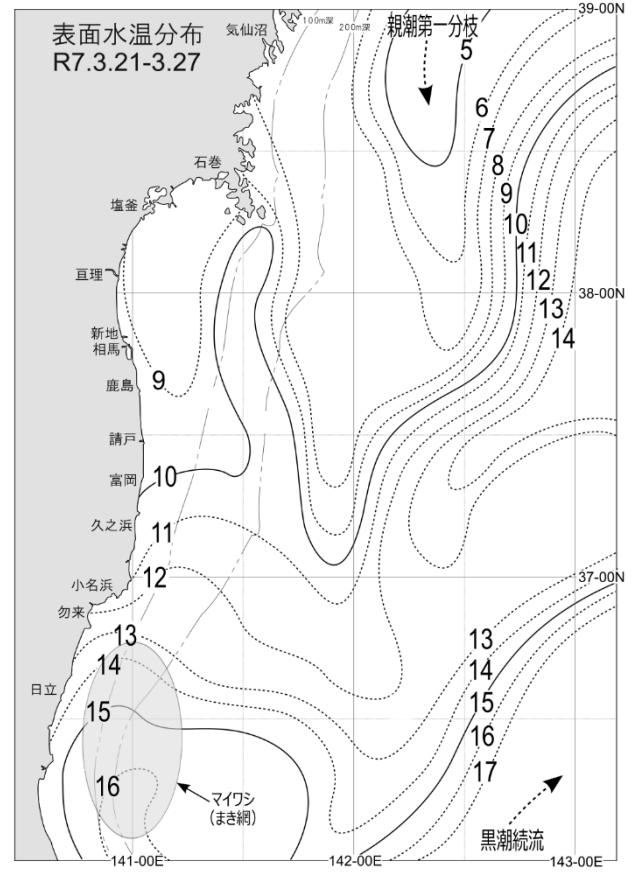 表面水温分布
R7.3.21-3.27
気仙沼
100m深
200m深
親潮第一分枝
39-00N
5
6
7
8
9
10
11
12
13
14
石巻
塩釜
亘理
38-00N
新地
相馬
鹿島
9
請戸
富岡
10
久之浜
11
12
小名浜
37-00N
勿来
13
14
15
16
日立
13
14
15
16
17
マイワシ
(まき網)
黒潮続流
141-00E
142-00E
143-00E